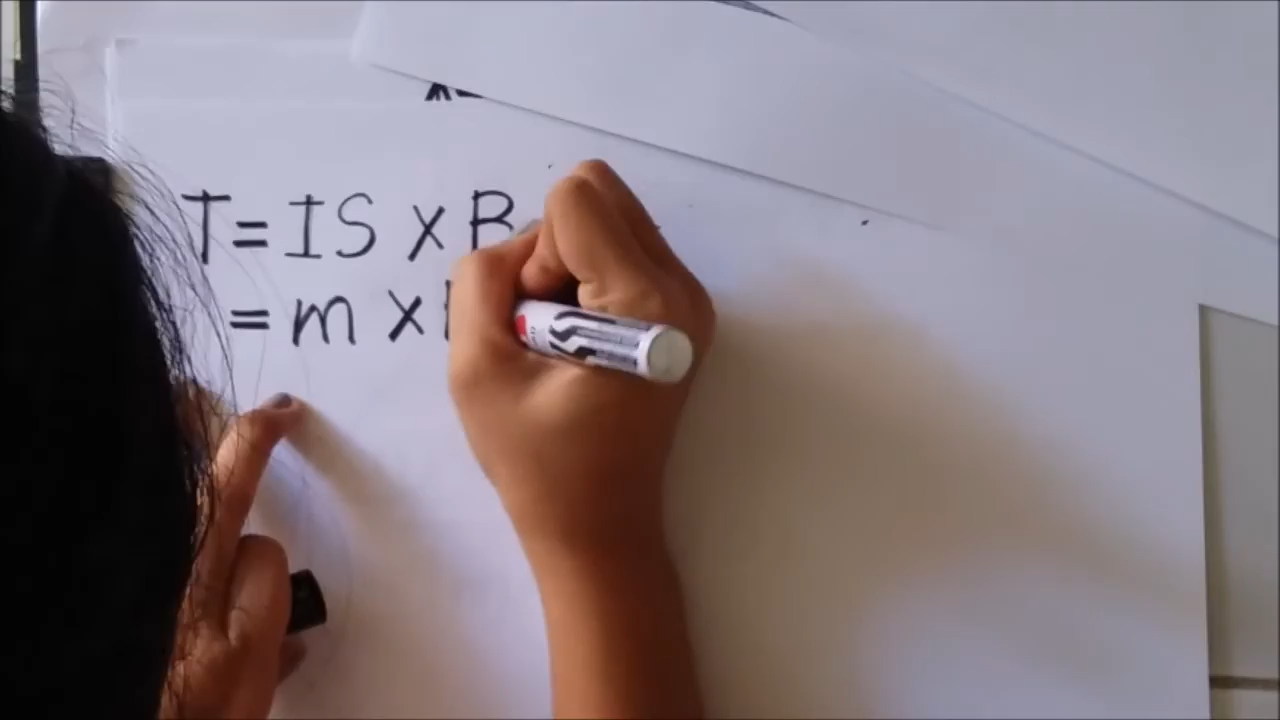 T = IS X B
= m X